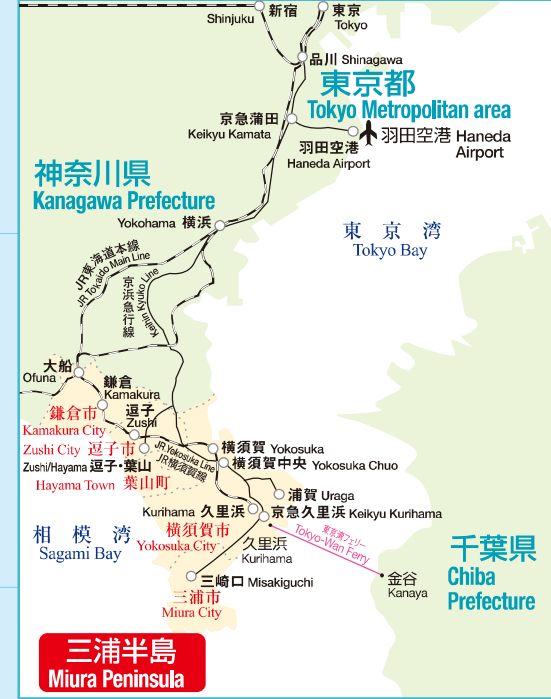 新宿
Shinjuku
東京
Tokyo
品川 Shinagawa
東京都
Tokyo Metropolitan area
京急蒲田
Keikyu Kamata
羽田空港
Haneda Airport
羽田空港 Haneda
Airport
神奈川県
Kanagawa Prefecture
Yokohama 横浜
東京湾
Tokyo Bay
JR東海道本線
JR Tokaido Main Line
京浜急行線
Keihin Kyuko Line
大船
Ofuna
鎌倉
Kamakura
鎌倉市
Kamakura City
逗子
Zushi
Zushi City 逗子市
Zushi/Hayama 逗子・葉山
Hayama Town 葉山町
JR Yokosuka Line
JR横須賀線
横須賀 Yokosuka
横須賀中央 Yokosuka Chuo
浦賀 Uraga
Kurihama 久里浜
京急久里浜 Keikyu Kurihama
横須賀市
Yokosuka City
久里浜
Kurihama
東京湾フェリー
Tokyo-Wan Ferry
相模湾
Sagami Bay
千葉県
Chiba
Prefecture
金谷
Kanaya
三崎口 Misakiguchi
三浦市
Miura City
三浦半島
Miura Peninsula